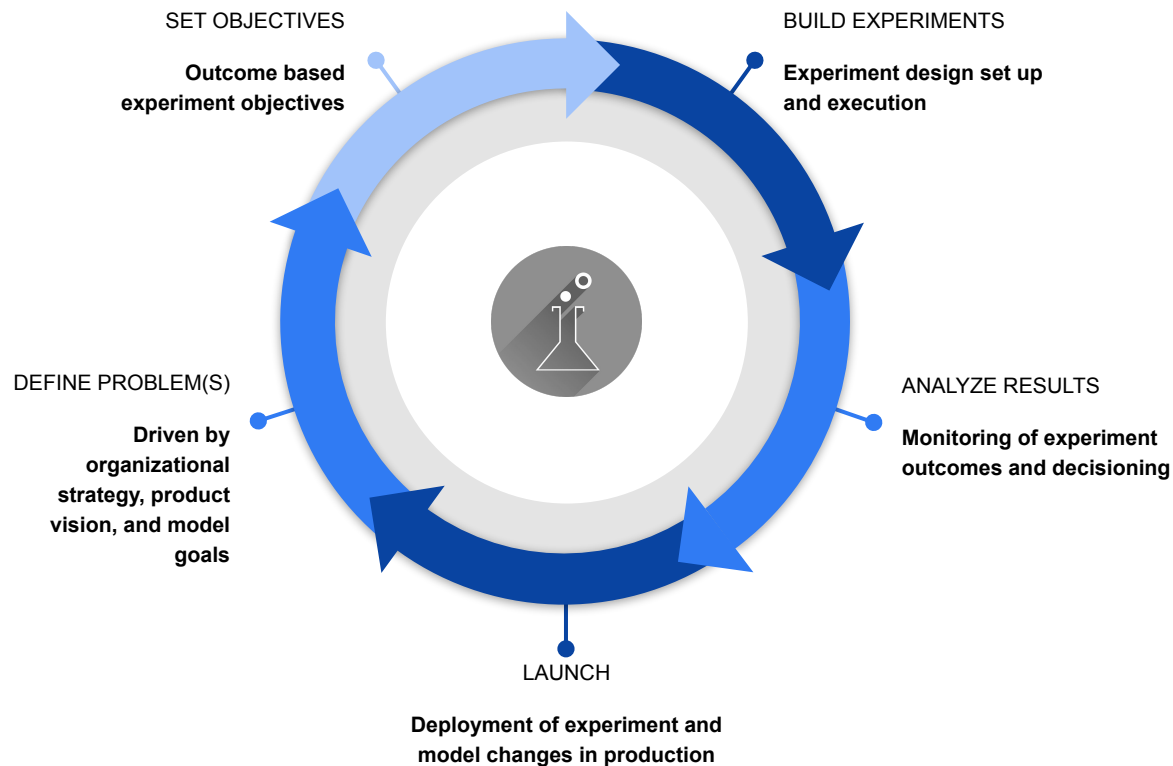 SET OBJECTIVES
Outcome based
experiment objectives
BUILD EXPERIMENTS
Experiment design set up
and execution
DEFINE PROBLEM(S)
Driven by
organizational
strategy, product
vision, and model
goals
ANALYZE RESULTS
Monitoring of experiment
outcomes and decisioning
LAUNCH
Deployment of experiment and
model changes in production